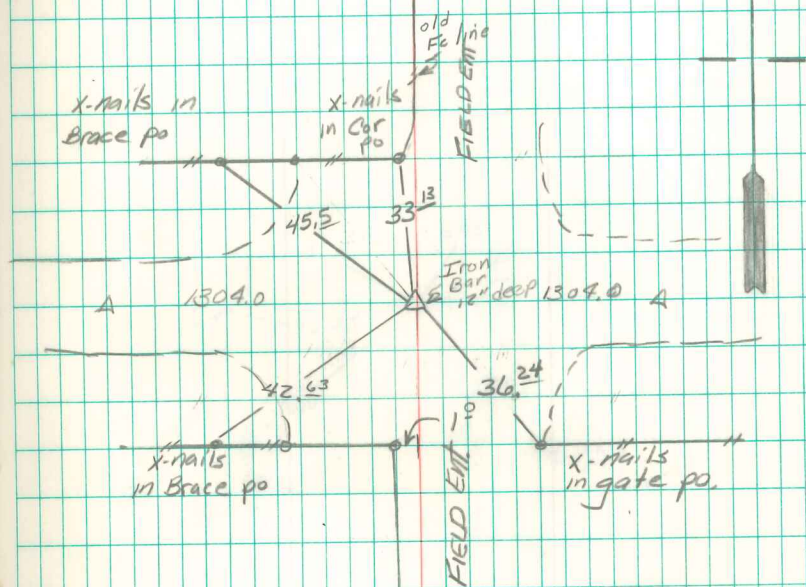 old
Fc line
FIELD Ent
X-nails in
Brace po
X-nails
in Cor
po
45.5
33.13
Iron
Bar
12" deep
1304.0
1304.0
42.63
36.24
1.0
X-nails
in Brace po
FIELD Ent.
X-nails
in gate po.